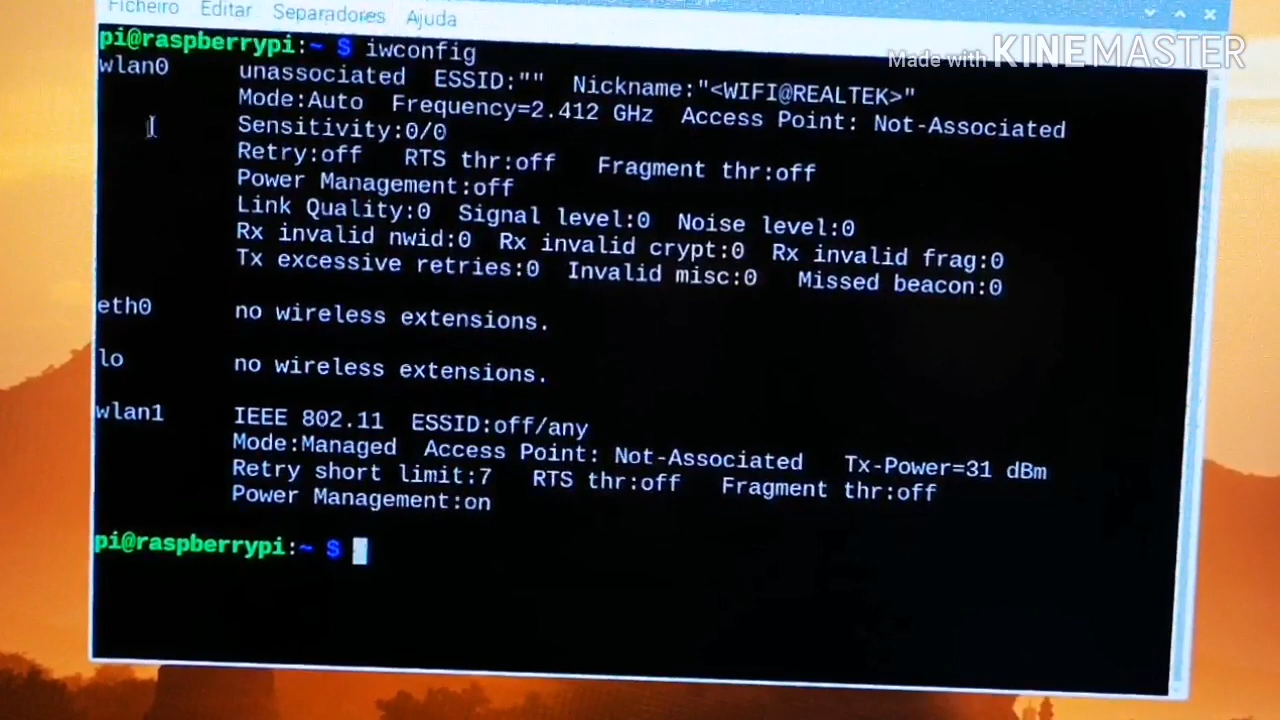 Ficheiro Editar Separadores Ajuda
Made with KINEMASTER
pi@raspberrypi:~ $ iwconfig
wlan0 unassociated ESSID:"" Nickname:"<WIFI@REALTEK>"
Mode:Auto Frequency=2.412 GHz Access Point: Not-Associated
Sensitivity:0/0
Retry:off RTS thr:off Fragment thr:off
Power Management:off
Link Quality:0 Signal level:0 Noise level:0
Rx invalid nwid:0 Rx invalid crypt:0 Rx invalid frag:0
Tx excessive retries:0 Invalid misc:0 Missed beacon:0
eth0 no wireless extensions.
lo no wireless extensions.
wlan1 IEEE 802.11 ESSID:off/any
Mode:Managed Access Point: Not-Associated Tx-Power=31 dBm
Retry short limit:7 RTS thr:off Fragment thr:off
Power Management:on
pi@raspberrypi:~ $